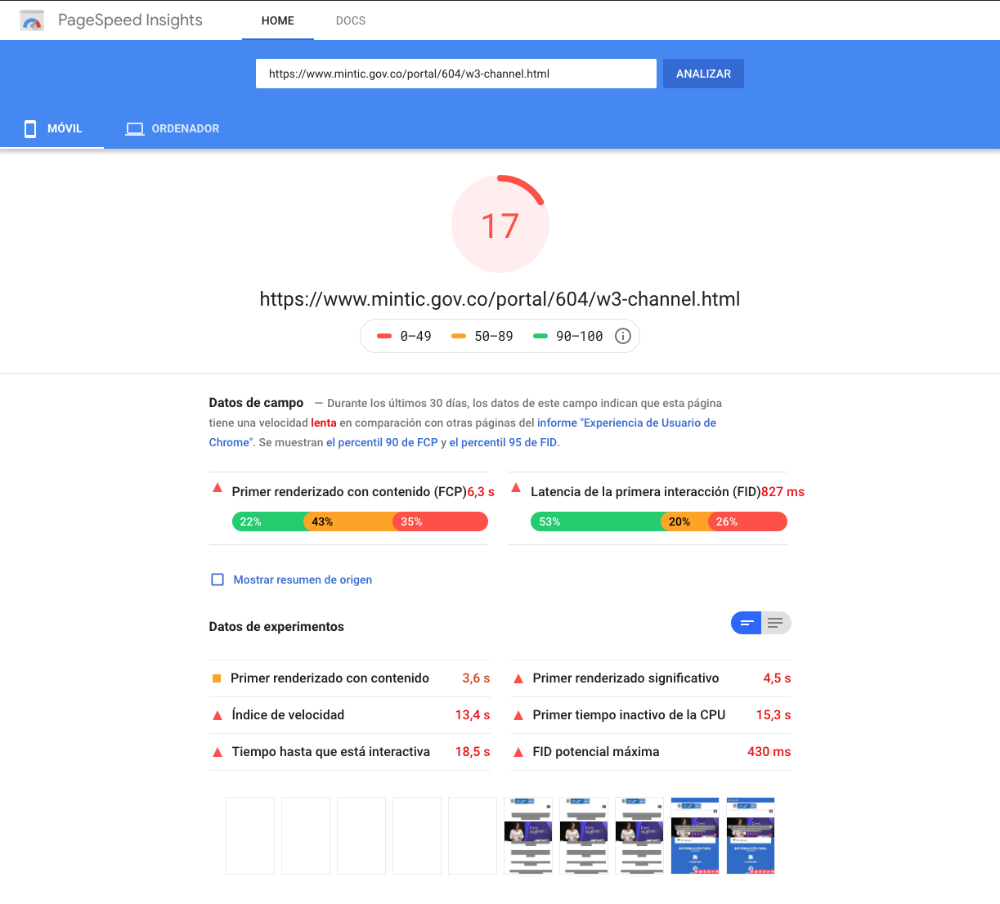 PageSpeed Insights
HOME
DOCS
https://www.mintic.gov.co/portal/604/w3-channel.html
ANALIZAR
MÓVIL
ORDENADOR
17
https://www.mintic.gov.co/portal/604/w3-channel.html
0–49
50–89
90–100
Datos de campo — Durante los últimos 30 días, los datos de este campo indican que esta página
tiene una velocidad lenta en comparación con otras páginas del informe "Experiencia de Usuario de
Chrome". Se muestran el percentil 90 de FCP y el percentil 95 de FID.
Primer renderizado con contenido (FCP)6,3 s
22% 43% 35%
Latencia de la primera interacción (FID)827 ms
53% 20% 26%
Mostrar resumen de origen
Datos de experimentos
Primer renderizado con contenido 3,6 s
Primer renderizado significativo 4,5 s
Índice de velocidad 13,4 s
Primer tiempo inactivo de la CPU 15,3 s
Tiempo hasta que está interactiva 18,5 s
FID potencial máxima 430 ms